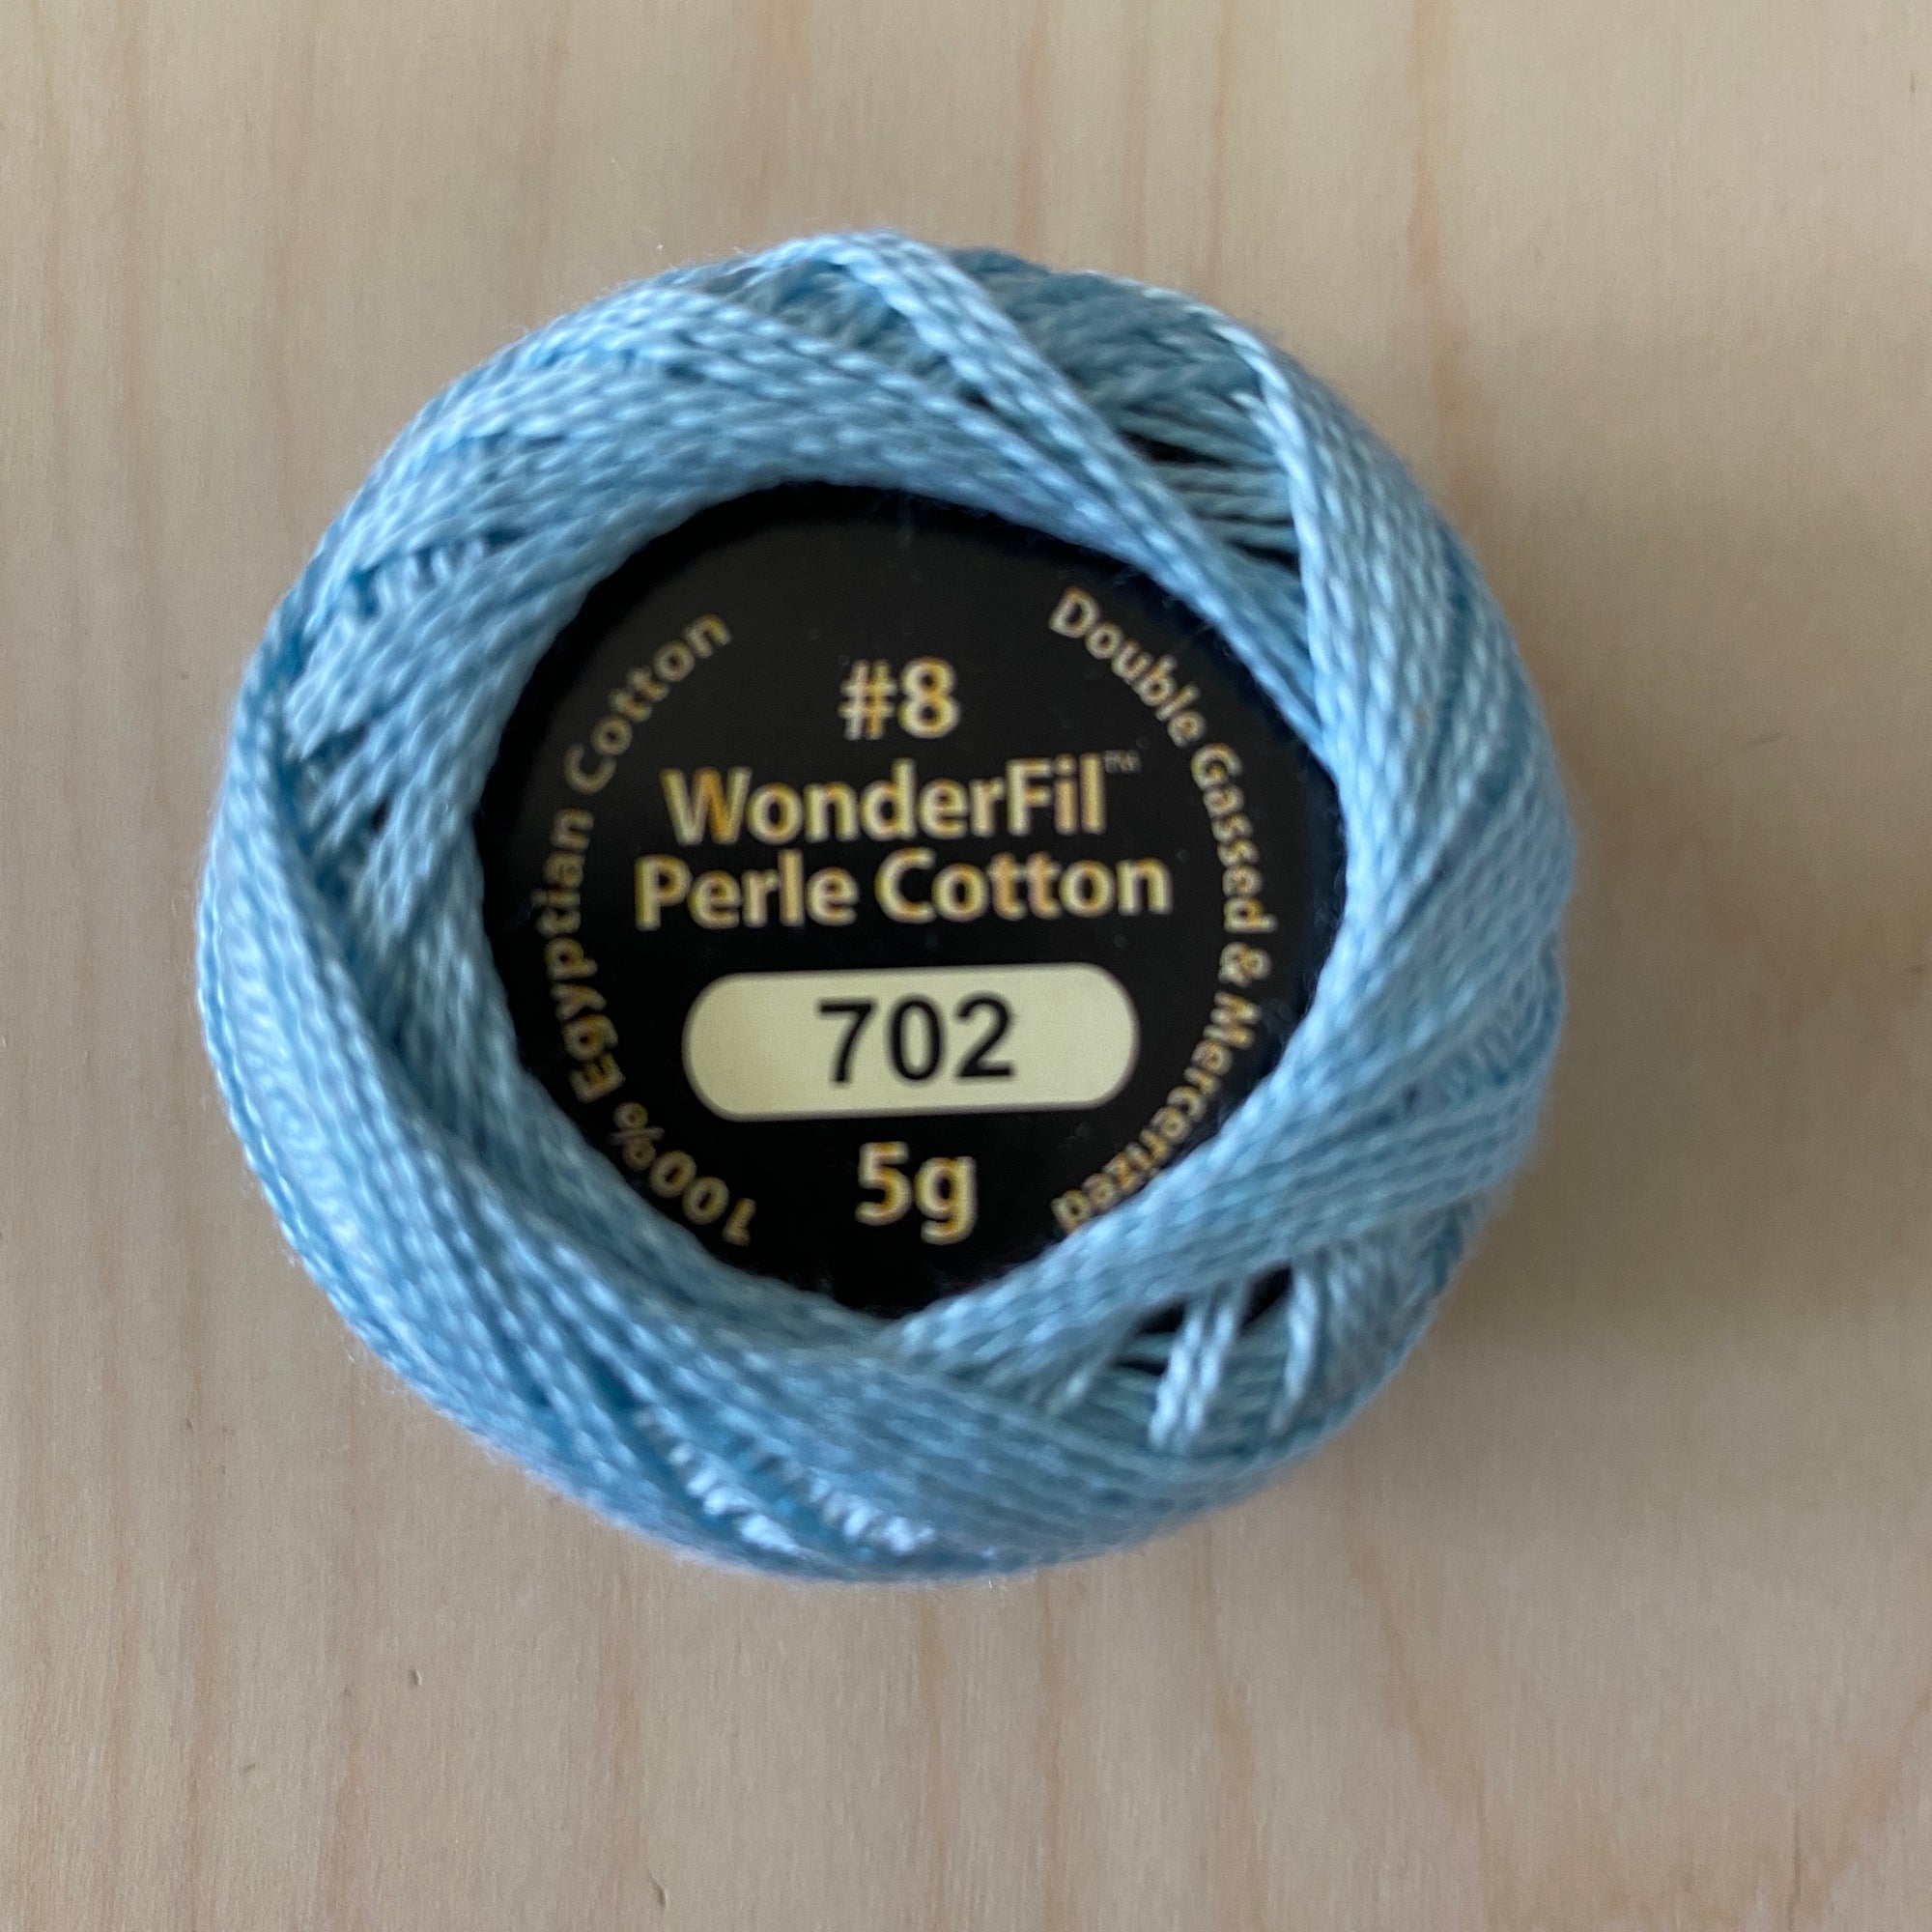 #8
WonderFil™
Perle Cotton
702
5g
100% Egyptian Cotton
Double Gassed & Mercerized